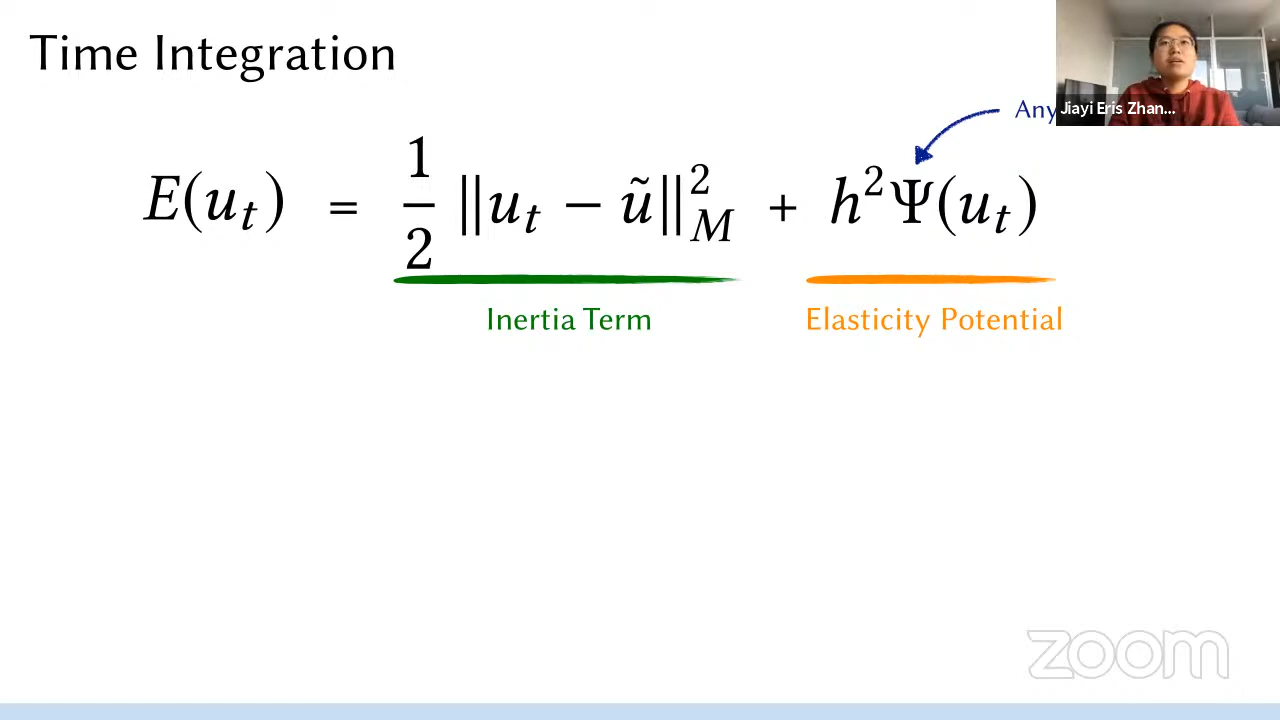 Time Integration
Any
Jiayi Eris Zhan...
E(u_t) = 1/2 ||u_t − ũ||²_M + h²Ψ(u_t)
Inertia Term
Elasticity Potential
zoom